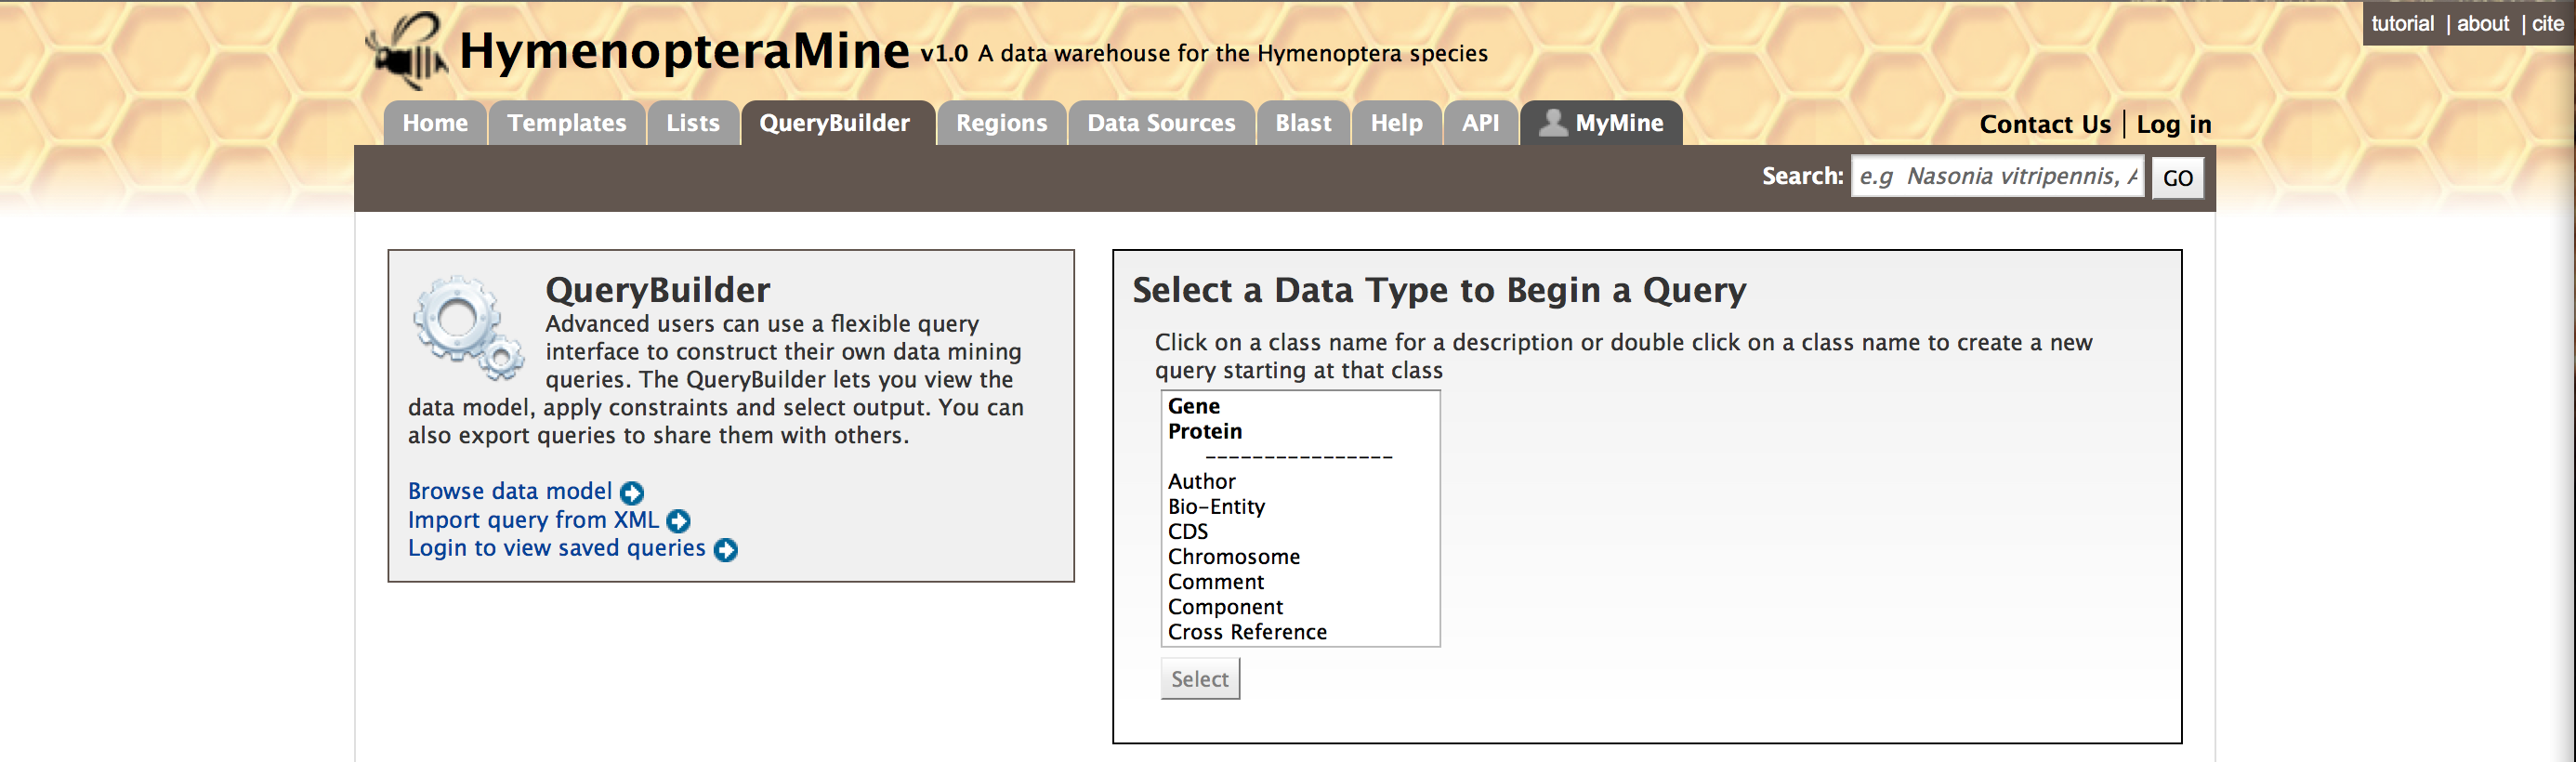 tutorial | about | cite
HymenopteraMine v1.0 A data warehouse for the Hymenoptera species
Home Templates Lists QueryBuilder Regions Data Sources Blast Help API MyMine
Contact Us | Log in
Search: e.g Nasonia vitripennis, A GO
QueryBuilder
Advanced users can use a flexible query
interface to construct their own data mining
queries. The QueryBuilder lets you view the
data model, apply constraints and select output. You can
also export queries to share them with others.
Browse data model
Import query from XML
Login to view saved queries
Select a Data Type to Begin a Query
Click on a class name for a description or double click on a class name to create a new
query starting at that class
Gene
Protein
----------------
Author
Bio-Entity
CDS
Chromosome
Comment
Component
Cross Reference
Select